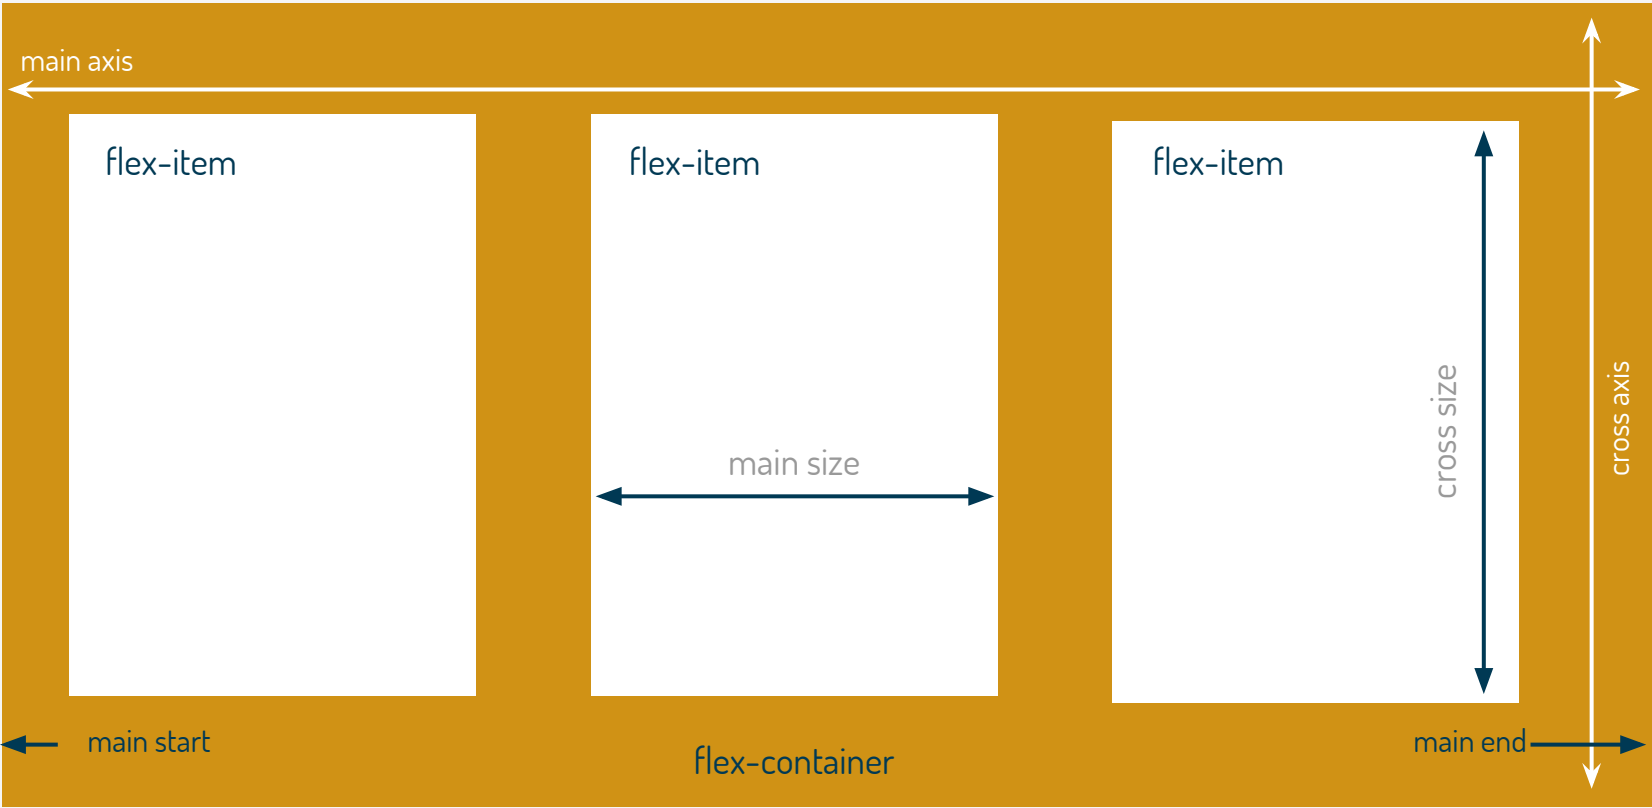 main axis
flex-item
flex-item
flex-item
main size
cross size
cross axis
main start
main end
flex-container